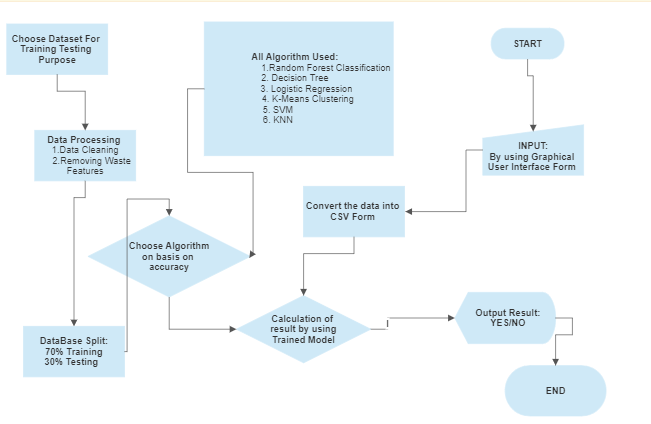 Choose Dataset For
Training Testing
Purpose
All Algorithm Used:
1.Random Forest Classification
2. Decision Tree
3. Logistic Regression
4. K-Means Clustering
5. SVM
6. KNN
START
Data Processing
1.Data Cleaning
2.Removing Waste
Features
INPUT:
By using Graphical
User Interface Form
Convert the data into
CSV Form
Choose Algorithm
on basis on
accuracy
DataBase Split:
70% Training
30% Testing
Calculation of
result by using
Trained Model
Output Result:
YES/NO
END